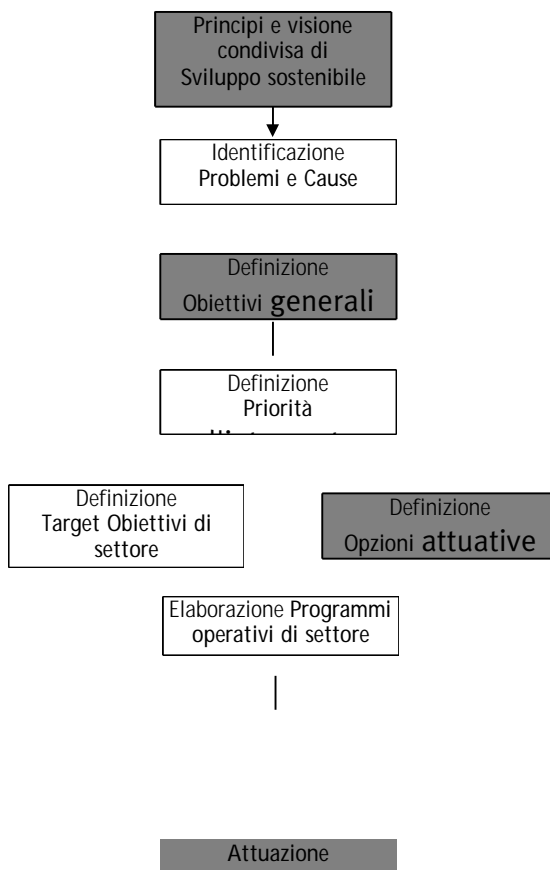 Principi e visione
condivisa di
Sviluppo sostenibile
Identificazione
Problemi e Cause
Definizione
Obiettivi generali
Definizione
Priorità
Definizione
Target Obiettivi di
settore
Definizione
Opzioni attuative
Elaborazione Programmi
operativi di settore
Attuazione